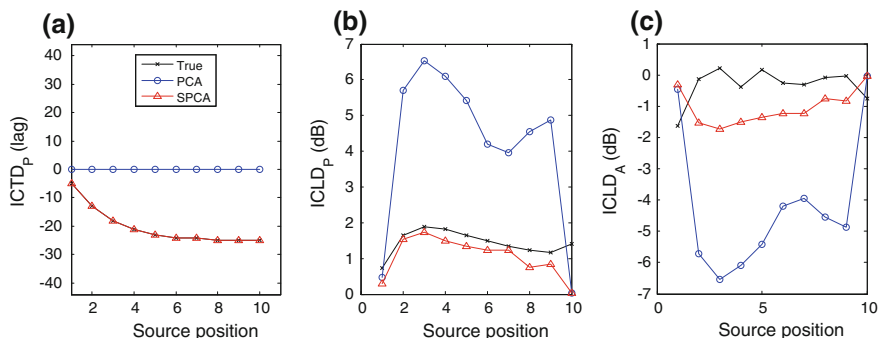 (a)
ICTD_P (lag)
40
30
20
10
0
-10
-20
-30
-40
2 4 6 8 10
Source position
True
PCA
SPCA
(b)
ICLD_P (dB)
7
6
5
4
3
2
1
0
0 2 4 6 8 10
Source position
(c)
ICLD_A (dB)
1
0
-1
-2
-3
-4
-5
-6
-7
0 5 10
Source position